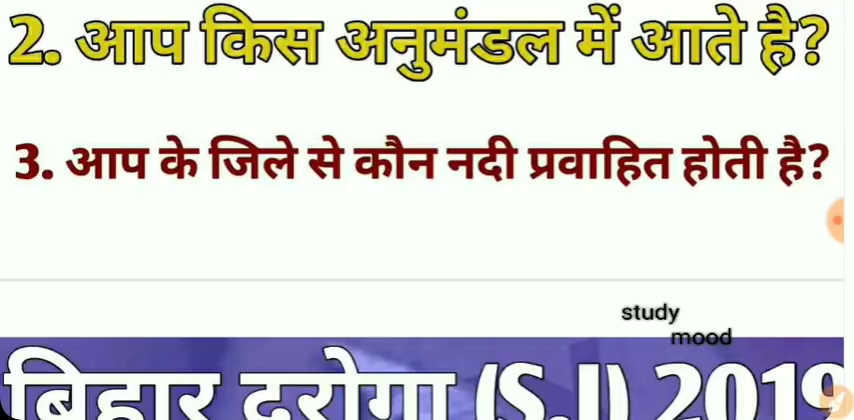 2. आप किस अनुमंडल में आते है?
3. आप के जिले से कौन नदी प्रवाहित होती है?
study
mood
बिहार दरोगा (S.I) 2019